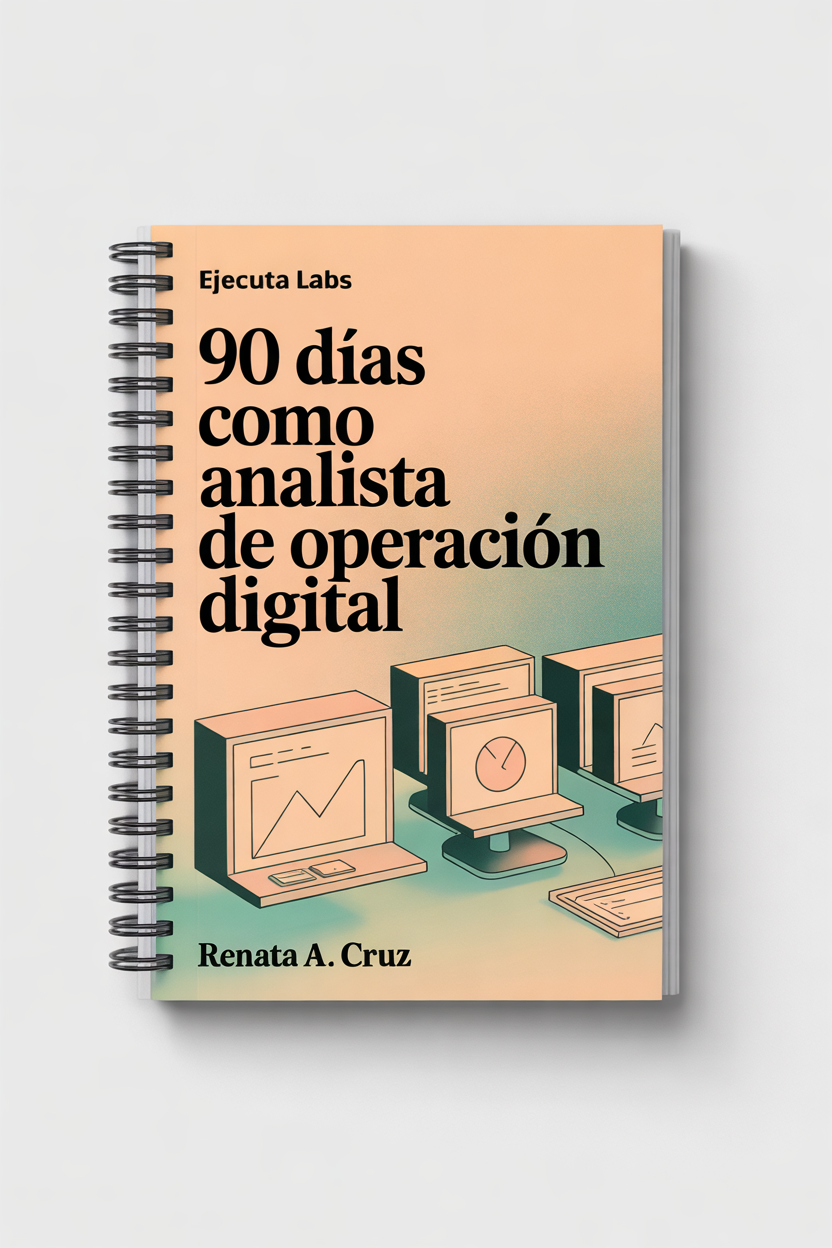 Ejecuta Labs
90 días
como
analista
de operación
digital
Renata A. Cruz